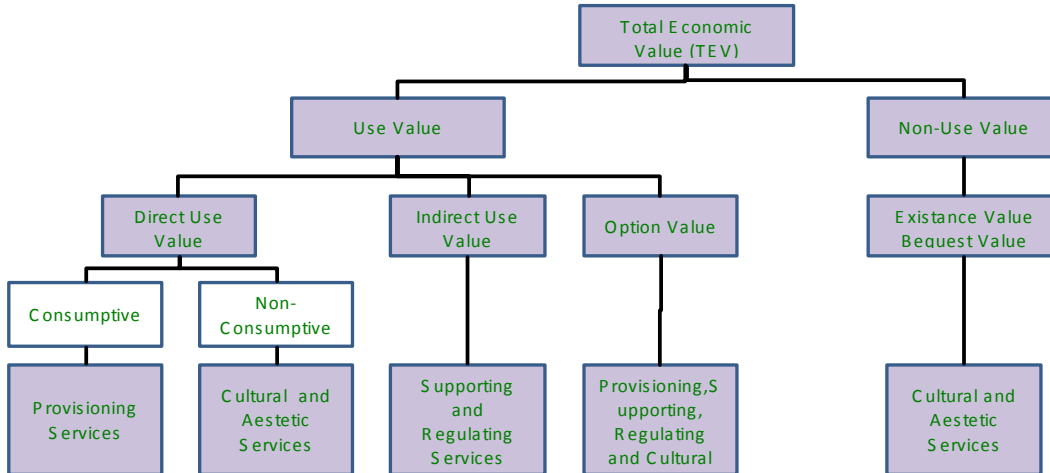 Total Economic
Value (TEV)
Use Value
Non-Use Value
Direct Use
Value
Indirect Use
Value
Option Value
Existance Value
Bequest Value
Consumptive
Non-
Consumptive
Provisioning
Services
Cultural and
Aestetic
Services
Supporting
and
Regulating
Services
Provisioning,S
upporting,
Regulating
and Cultural
Cultural and
Aestetic
Services